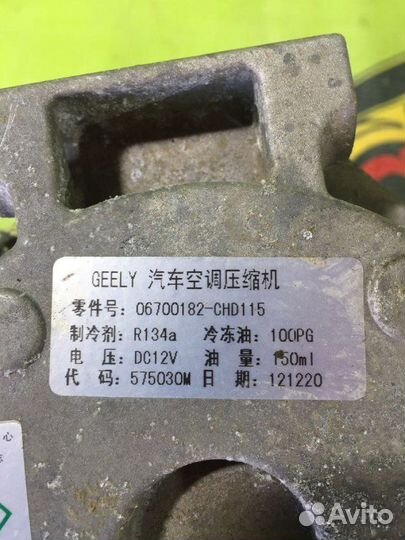 GEELY 汽车空调压缩机
零件号: 06700182-CHD115
制冷剂: R134a 冷冻油: 100PG
电 压: DC12V 油 量: 150ml
代 码: 575030M 日 期: 121220
心
Avito